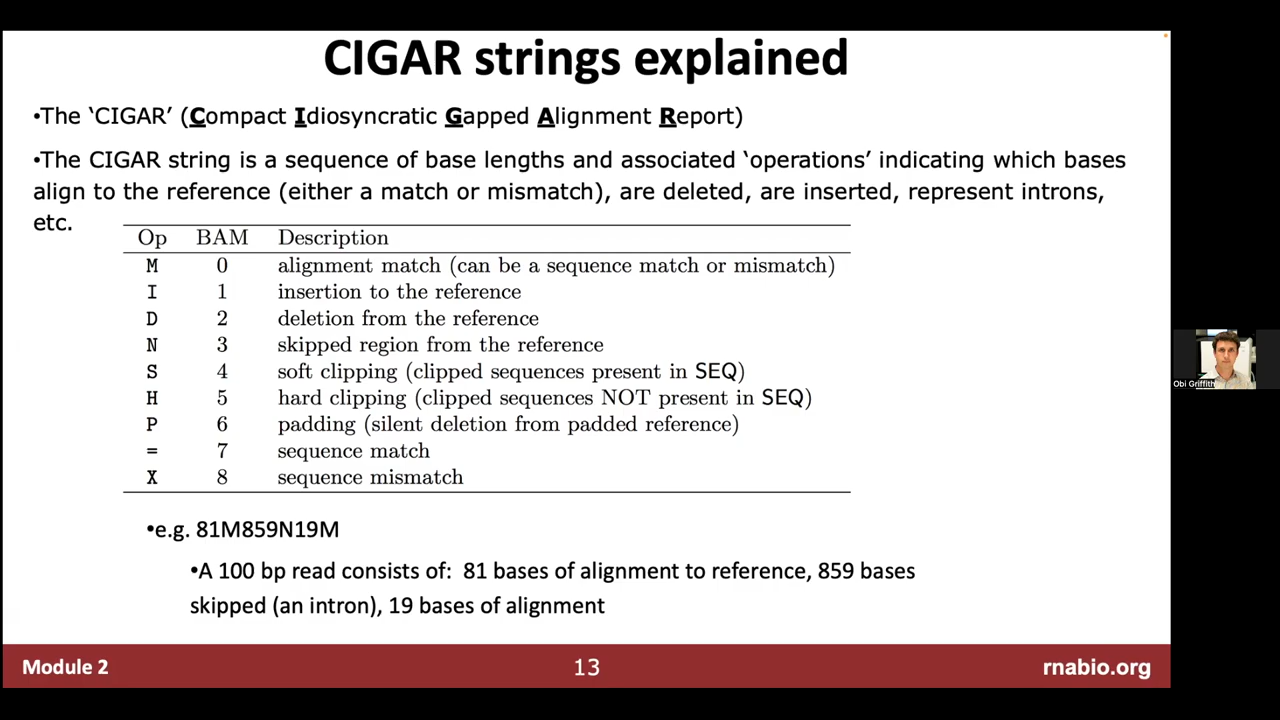 CIGAR strings explained
•The ‘CIGAR’ (Compact Idiosyncratic Gapped Alignment Report)
•The CIGAR string is a sequence of base lengths and associated ‘operations’ indicating which bases
align to the reference (either a match or mismatch), are deleted, are inserted, represent introns,
etc.
Op BAM Description
M 0 alignment match (can be a sequence match or mismatch)
I 1 insertion to the reference
D 2 deletion from the reference
N 3 skipped region from the reference
S 4 soft clipping (clipped sequences present in SEQ)
H 5 hard clipping (clipped sequences NOT present in SEQ)
P 6 padding (silent deletion from padded reference)
= 7 sequence match
X 8 sequence mismatch
•e.g. 81M859N19M
•A 100 bp read consists of: 81 bases of alignment to reference, 859 bases
skipped (an intron), 19 bases of alignment
Obi Griffith
Module 2 13 rnabio.org